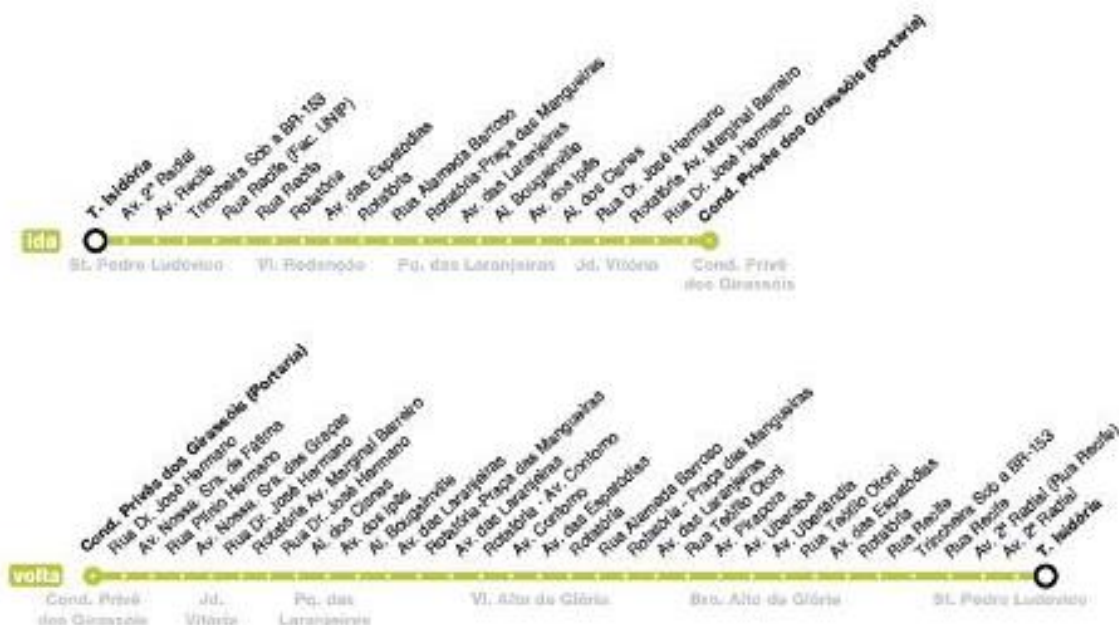 T. Isidória
Av. 2ª Radial
Av. Recife
Trincheira Sob a BR-153
Rua Recife (Fac. UNIP)
Rua Recife
Rotatória
Av. das Espatódias
Rotatória
Rua Alameda Barroso
Rotatória Praça das Mangueiras
Av. das Laranjeiras
Al. Bougainville
Av. dos Ipês
Al. dos Cisnes
Rua Dr. José Hermano
Rotatória Av. Marginal Barreiro
Rua Dr. José Hermano
Cond. Privês dos Girassóis (Portaria)
ida
St. Pedro Ludovico
Vl. Redenção
Pq. das Laranjeiras
Jd. Vitória
Cond. Privê
dos Girassóis
Cond. Privês dos Girassóis (Portaria)
Rua Dr. José Hermano
Av. Nossa. Sra. de Fátima
Rua Plínio Hermano
Av. Nossa. Sra. das Graças
Rua Dr. José Hermano
Rotatória Av. Marginal Barreiro
Rua Dr. José Hermano
Al. dos Cisnes
Av. dos Ipês
Al. Bougainville
Av. das Laranjeiras
Rotatória Praça das Mangueiras
Av. das Laranjeiras
Rotatória - Av. Contorno
Av. Contorno
Av. das Espatódias
Rotatória
Rua Alameda Barroso
Rotatória - Praça das Mangueiras
Av. das Laranjeiras
Rua Teófilo Otoni
Av. Pirapora
Av. Uberaba
Av. Uberlândia
Rua Teófilo Otoni
Av. das Espatódias
Rotatória
Rua Recife
Trincheira Sob a BR-153
Rua Recife
Av. 2ª Radial (Rua Recife)
Av. 2ª Radial
T. Isidória
volta
Cond. Privê
dos Girassóis
Jd.
Vitória
Pq. das
Laranjeiras
Vl. Alto da Glória
Bro. Alto da Glória
St. Pedro Ludovico